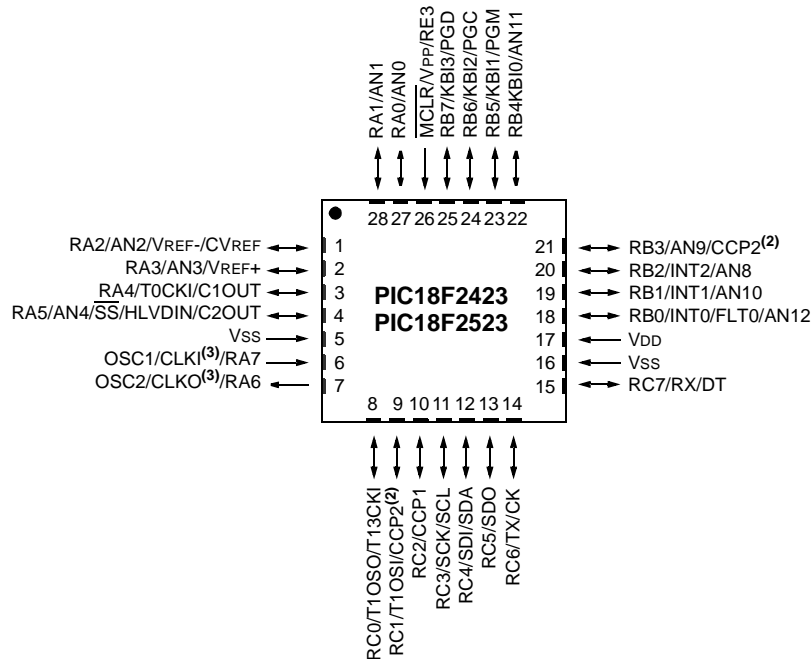 RA1/AN1
RA0/AN0
MCLR/VPP/RE3
RB7/KBI3/PGD
RB6/KBI2/PGC
RB5/KBI1/PGM
RB4KBI0/AN11
28 27 26 25 24 23 22
RA2/AN2/VREF-/CVREF 1
RA3/AN3/VREF+ 2
RA4/T0CKI/C1OUT 3
RA5/AN4/SS/HLVDIN/C2OUT 4
VSS 5
OSC1/CLKI(3)/RA7 6
OSC2/CLKO(3)/RA6 7
PIC18F2423
PIC18F2523
21 RB3/AN9/CCP2(2)
20 RB2/INT2/AN8
19 RB1/INT1/AN10
18 RB0/INT0/FLT0/AN12
17 VDD
16 VSS
15 RC7/RX/DT
8 9 10 11 12 13 14
RC0/T1OSO/T13CKI
RC1/T1OSI/CCP2(2)
RC2/CCP1
RC3/SCK/SCL
RC4/SDI/SDA
RC5/SDO
RC6/TX/CK